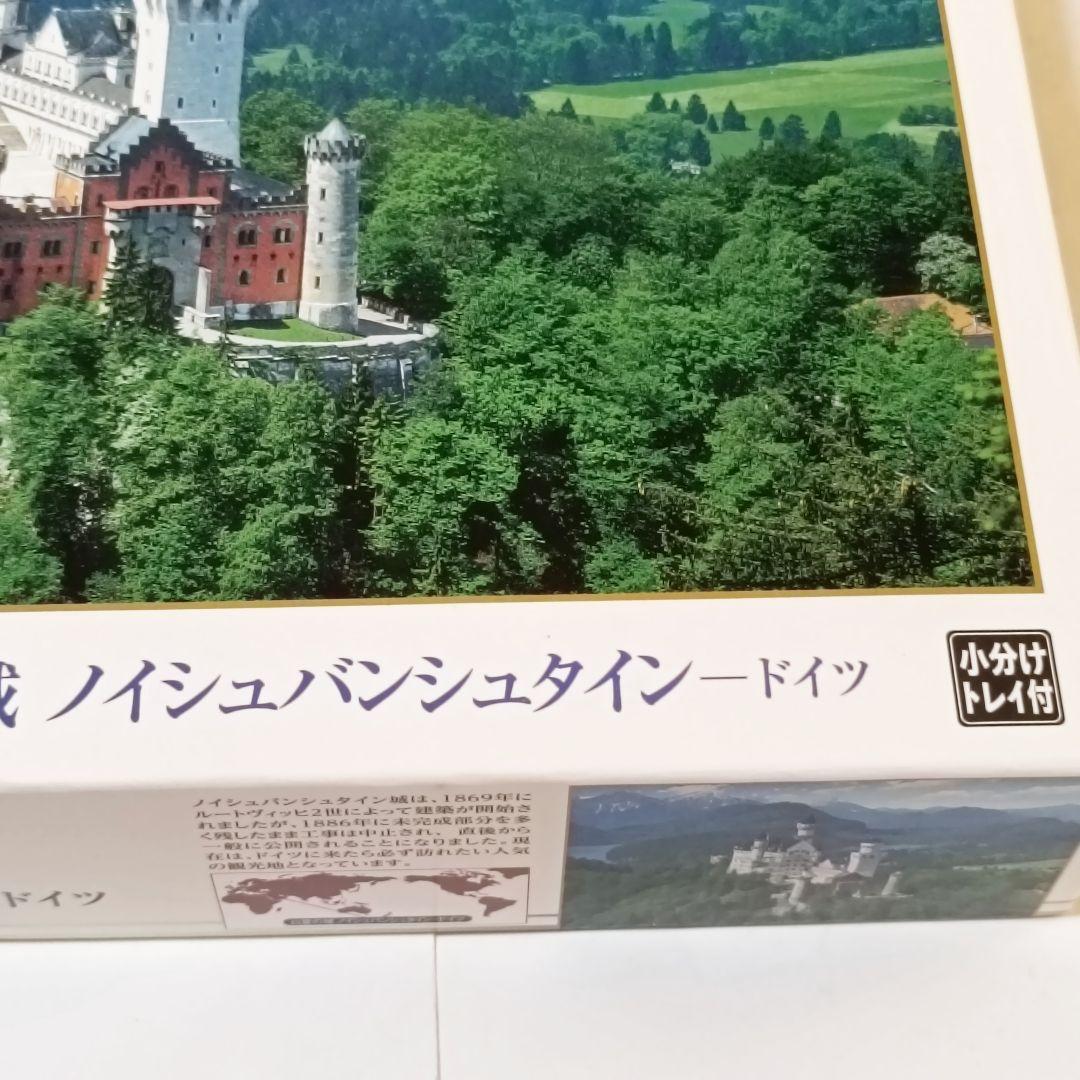 城 ノイシュバンシュタイン―ドイツ
小分け
トレイ付
ノイシュバンシュタイン城は、1869年に
ルートヴィッヒ2世によって建築が開始さ
れましたが、1886年に未完成部分を多
く残したまま工事は中止され、直後から
一般に公開されることになりました。現
在は、ドイツに来たら必ず訪れたい人気
の観光地となっています。
ドイツ